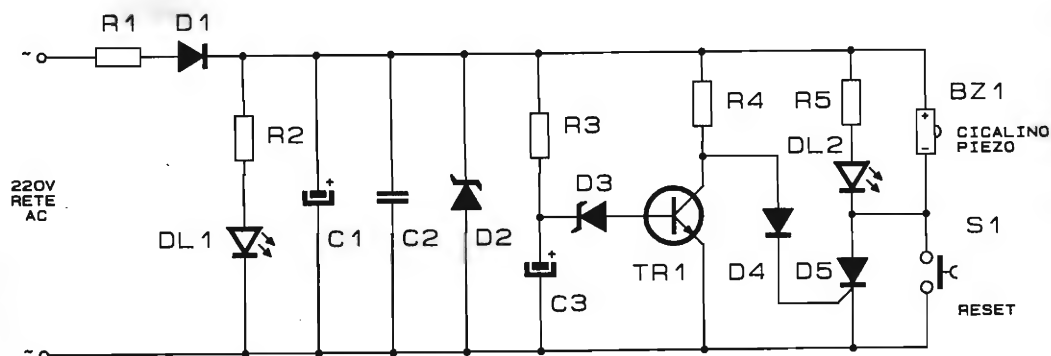 R1
D1
~
R2
R3
R4
R5
BZ1
+
-
CICALINO
PIEZO
DL2
220V
RETE
AC
D3
DL1
+
C1
C2
D2
+
C3
TR1
D4
D5
S1
RESET
~